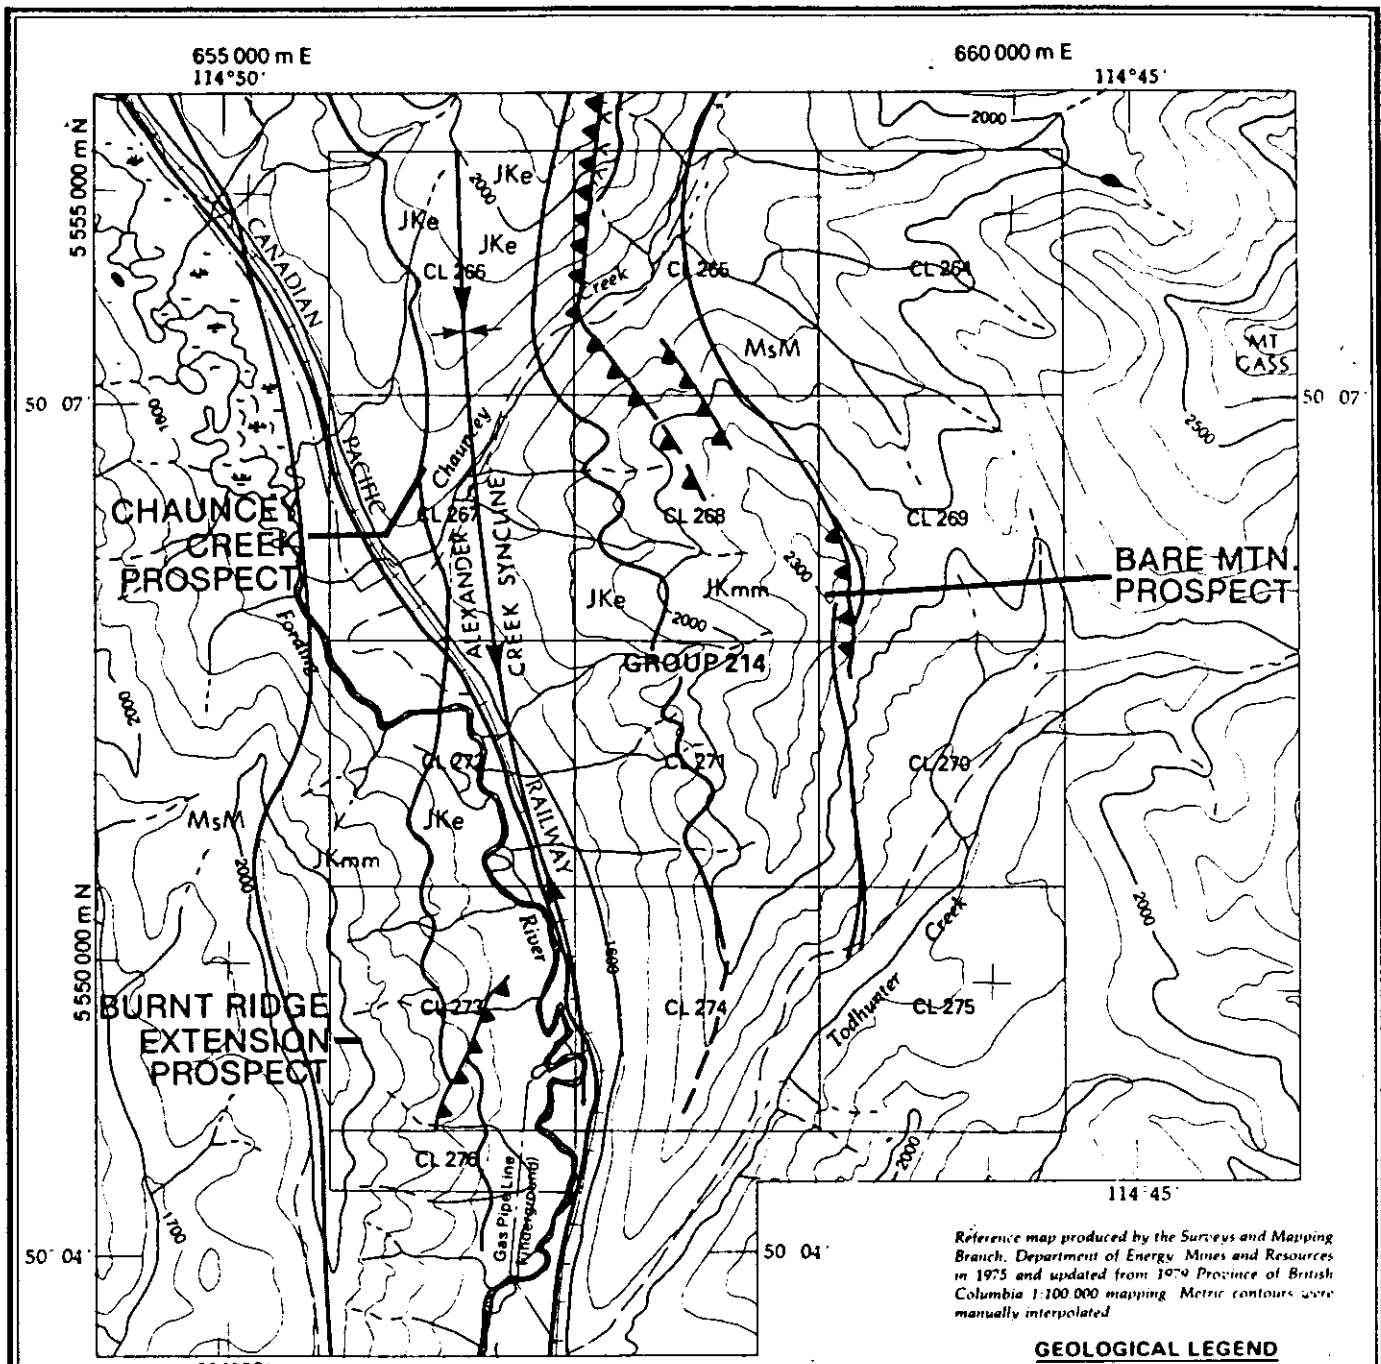 655 000 m E
660 000 m E
114°50'
114°45'
2000
5 555 000 m N
JKe
2000
JKe
JKe
CANADIAN
CL 266
CL 265
CL 264
Creek
MsM
MT
CASS
50 07'
50 07'
1800
2500
PACIFIC
Chauncey
CHAUNCEY
CREEK
PROSPECT
CL 267
CL 268
CL 269
ALEXANDER
CREEK SYNCLINE
2300
BARE MTN.
PROSPECT
JKe
JKmm
2000
Fording
GROUP 214
2000
CL 272
CL 271
CL 270
RAILWAY
MsM
JKe
JKmm
2000
2000
5 550 000 m N
River
1600
Creek
Todhunter
BURNT RIDGE
EXTENSION
PROSPECT
CL 273
CL 274
CL 275
CL 276
2000
Gas Pipe Line
(underground)
1700
114°45'
50 04'
50 04'
Reference map produced by the Surveys and Mapping
Branch, Department of Energy Mines and Resources
in 1975 and updated from 1979 Province of British
Columbia 1:100,000 mapping. Metric contours were
manually interpolated
GEOLOGICAL LEGEND